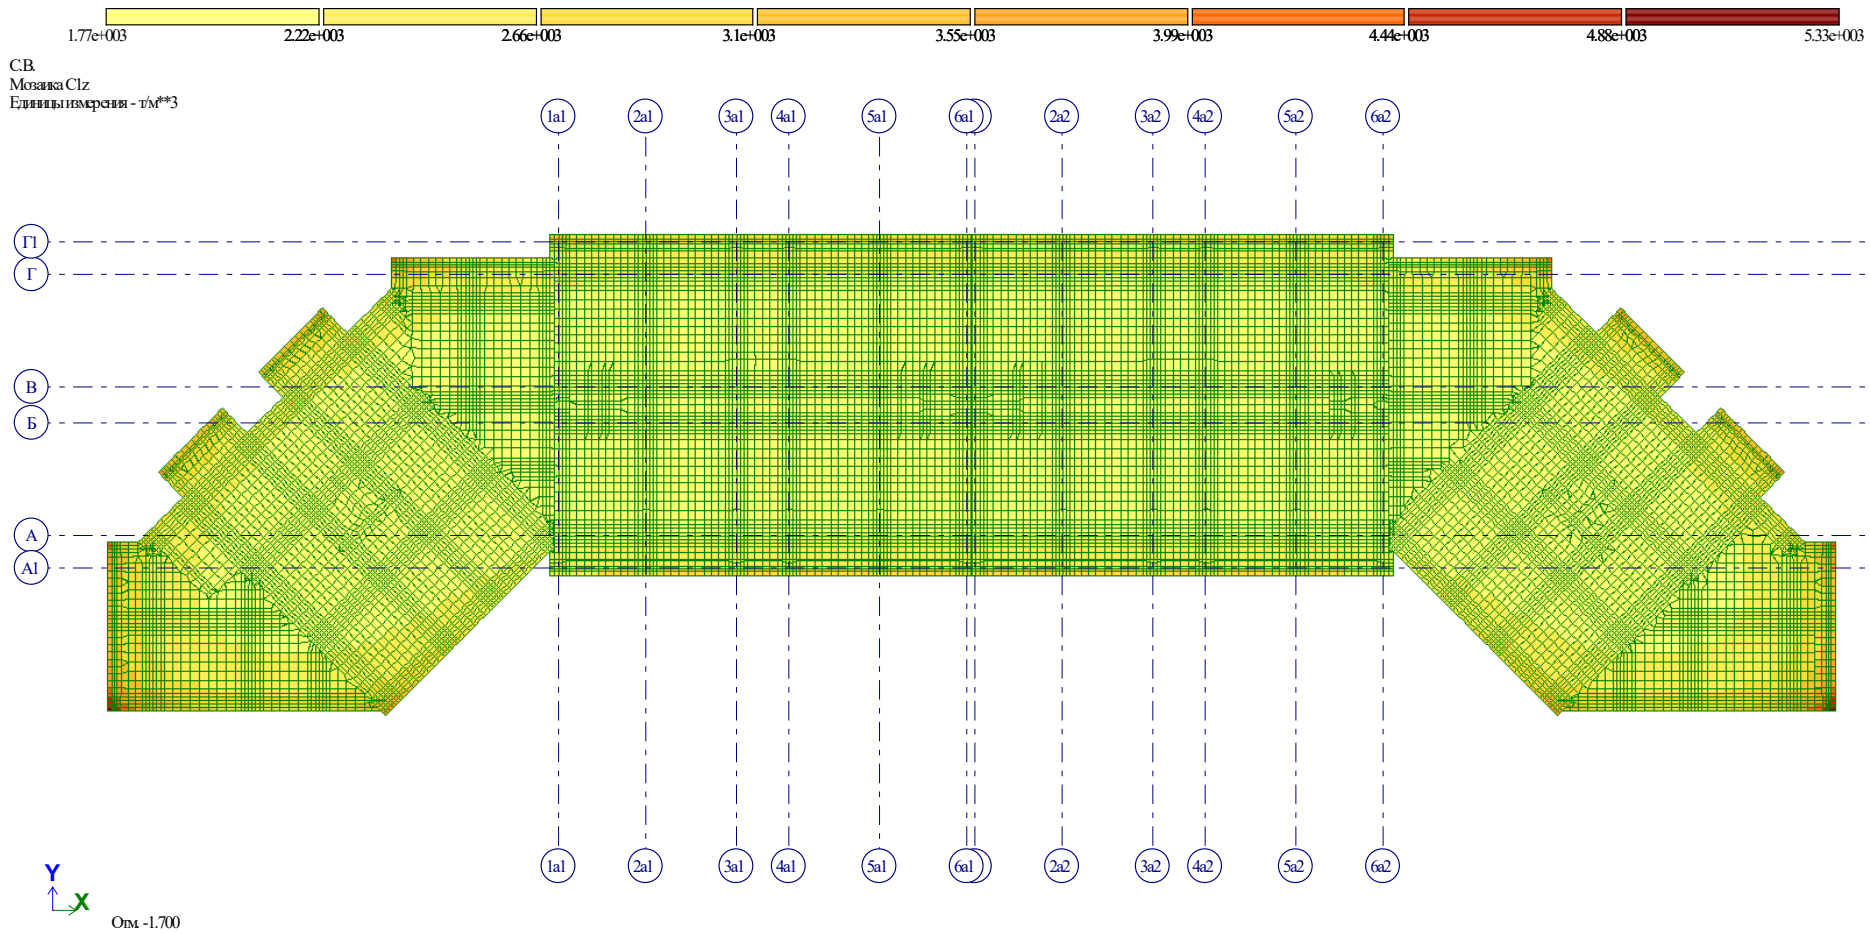 1.77e+003 2.22e+003 2.66e+003 3.1e+003 3.55e+003 3.99e+003 4.44e+003 4.88e+003 5.33e+003
С.В.
Мозаика C1z
Единицы измерения - т/м**3
1а1 2а1 3а1 4а1 5а1 6а1 2а2 3а2 4а2 5а2 6а2
Г1
Г
В
Б
А
А1
1а1 2а1 3а1 4а1 5а1 6а1 2а2 3а2 4а2 5а2 6а2
Y
X
Отм. -1.700